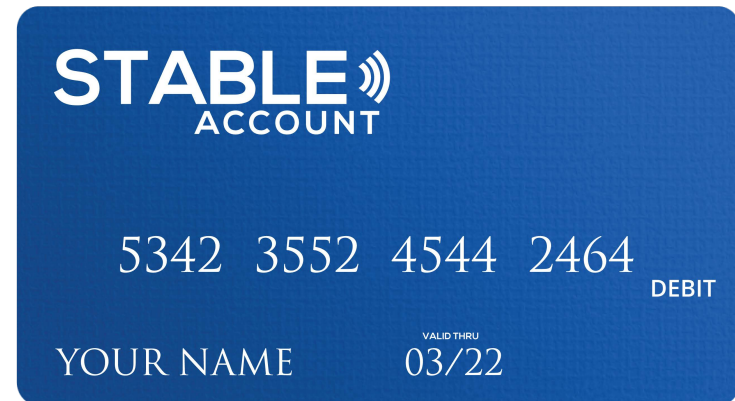 STABLE
ACCOUNT
5342 3552 4544 2464
DEBIT
VALID THRU
YOUR NAME 03/22